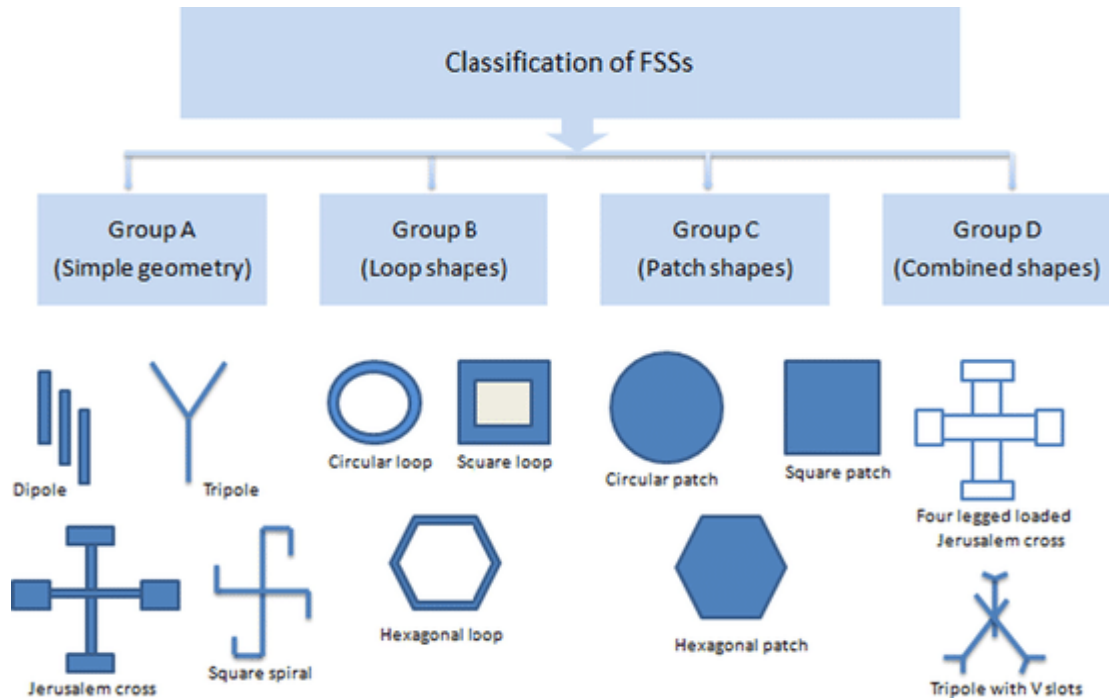 Classification of FSSs
Group A
(Simple geometry)
Group B
(Loop shapes)
Group C
(Patch shapes)
Group D
(Combined shapes)
Dipole
Tripole
Circular loop
Scuare loop
Circular patch
Square patch
Four legged loaded
Jerusalem cross
Jerusalem cross
Square spiral
Hexagonal loop
Hexagonal patch
Tripole with V slots